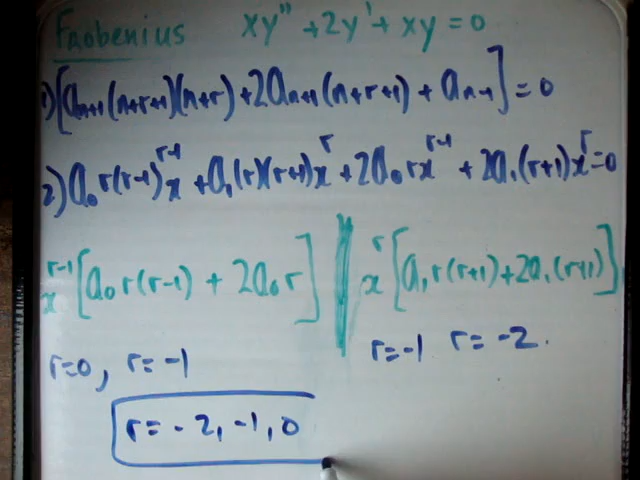 Frobenius xy'' + 2y' + xy = 0
1) [a_{n+1}(n+r+1)(n+r) + 2a_{n+1}(n+r+1) + a_{n-1}] = 0
2) a_0 r(r-1)x^{r-1} + a_1(r)(r+1)x^r + 2a_0 r x^{r-1} + 2a_1(r+1)x^r = 0
x^{r-1}[a_0 r(r-1) + 2a_0 r] || x^r[a_1 r(r+1) + 2a_1(r+1)]
r=0, r=-1 r=-1 r=-2.
r = -2, -1, 0